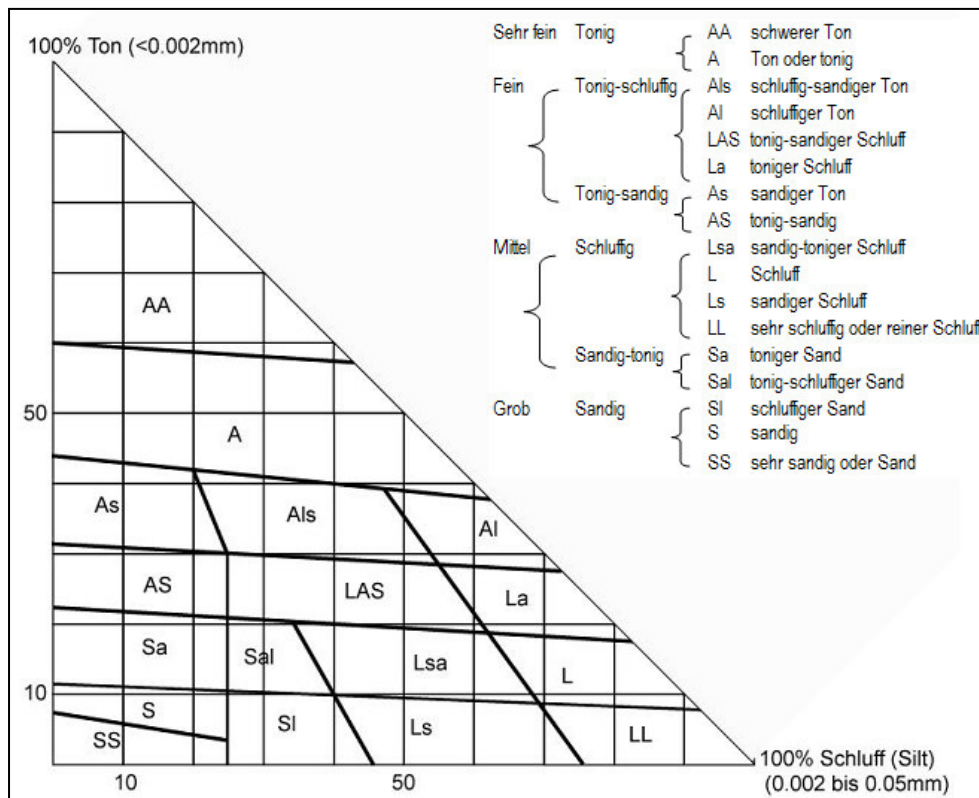 100% Ton (<0.002mm)
Sehr fein Tonig AA schwerer Ton
A Ton oder tonig
Fein Tonig-schluffig Als schluffig-sandiger Ton
Al schluffiger Ton
LAS tonig-sandiger Schluff
La toniger Schluff
Tonig-sandig As sandiger Ton
AS tonig-sandig
Mittel Schluffig Lsa sandig-toniger Schluff
L Schluff
Ls sandiger Schluff
LL sehr schluffig oder reiner Schluff
Sandig-tonig Sa toniger Sand
Sal tonig-schluffiger Sand
Grob Sandig Sl schluffiger Sand
S sandig
SS sehr sandig oder Sand
AA
50
A
As Als Al
AS LAS La
Sa Sal Lsa L
10
S Sl Ls LL
SS
10 50
100% Schluff (Silt)
(0.002 bis 0.05mm)